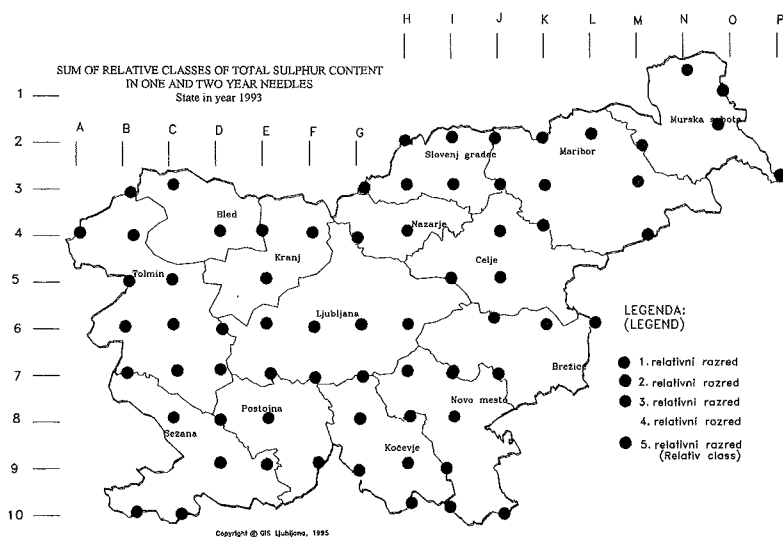 H I J K L M N O P
SUM OF RELATIVE CLASSES OF TOTAL SULPHUR CONTENT
IN ONE AND TWO YEAR NEEDLES
State in year 1993
A B C D E F G
1
2
3
4
5
6
7
8
9
10
Murska sobota
Slovenj gradec
Maribor
Bled
Nazarje
Kranj
Celje
Tolmin
Ljubljana
Brežice
Novo mesto
Postojna
Sežana
Kočevje
LEGENDA:
(LEGEND)
1. relativni razred
2. relativni razred
3. relativni razred
4. relativni razred
5. relativni razred
(Relativ class)
Copyright @ GIS Ljubljana, 1995